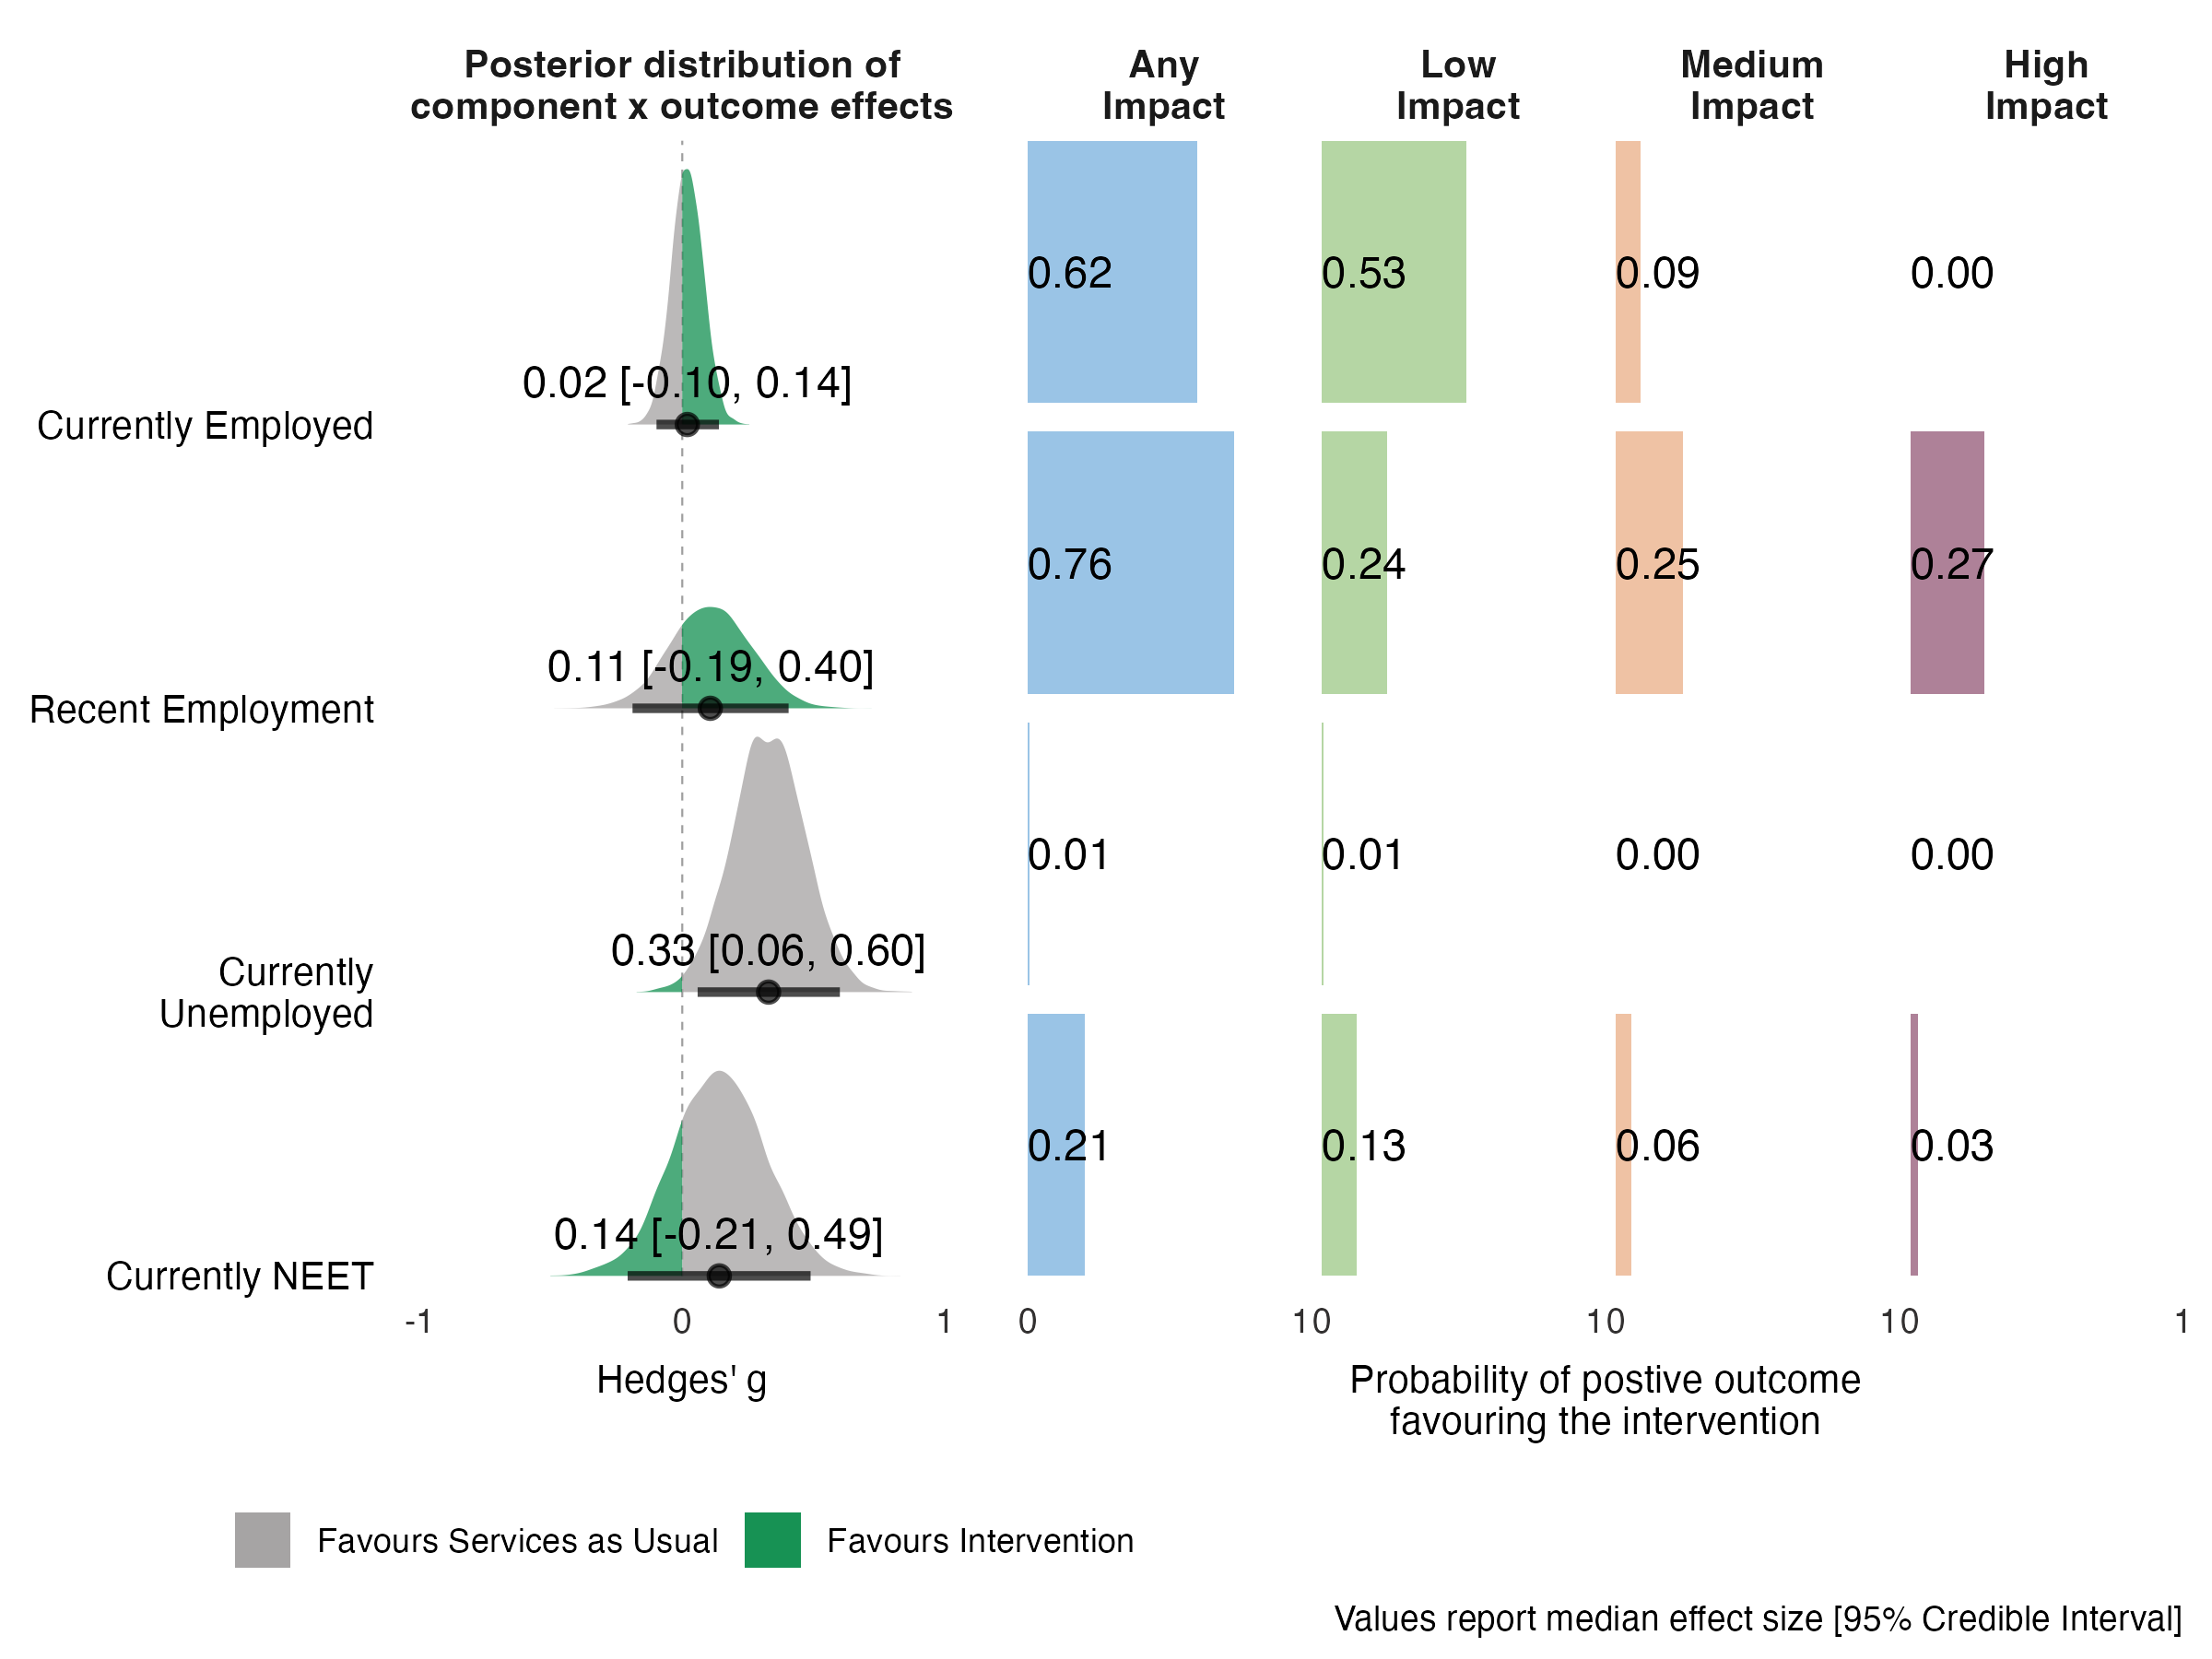 Posterior distribution of
component x outcome effects
Any
Impact
Low
Impact
Medium
Impact
High
Impact
Currently Employed
0.02 [-0.10, 0.14]
0.62
0.53
0.09
0.00
Recent Employment
0.11 [-0.19, 0.40]
0.76
0.24
0.25
0.27
Currently
Unemployed
0.33 [0.06, 0.60]
0.01
0.01
0.00
0.00
Currently NEET
0.14 [-0.21, 0.49]
0.21
0.13
0.06
0.03
-1 0 1 0 10 10 10 1
Hedges' g
Probability of postive outcome
favouring the intervention
Favours Services as Usual
Favours Intervention
Values report median effect size [95% Credible Interval]